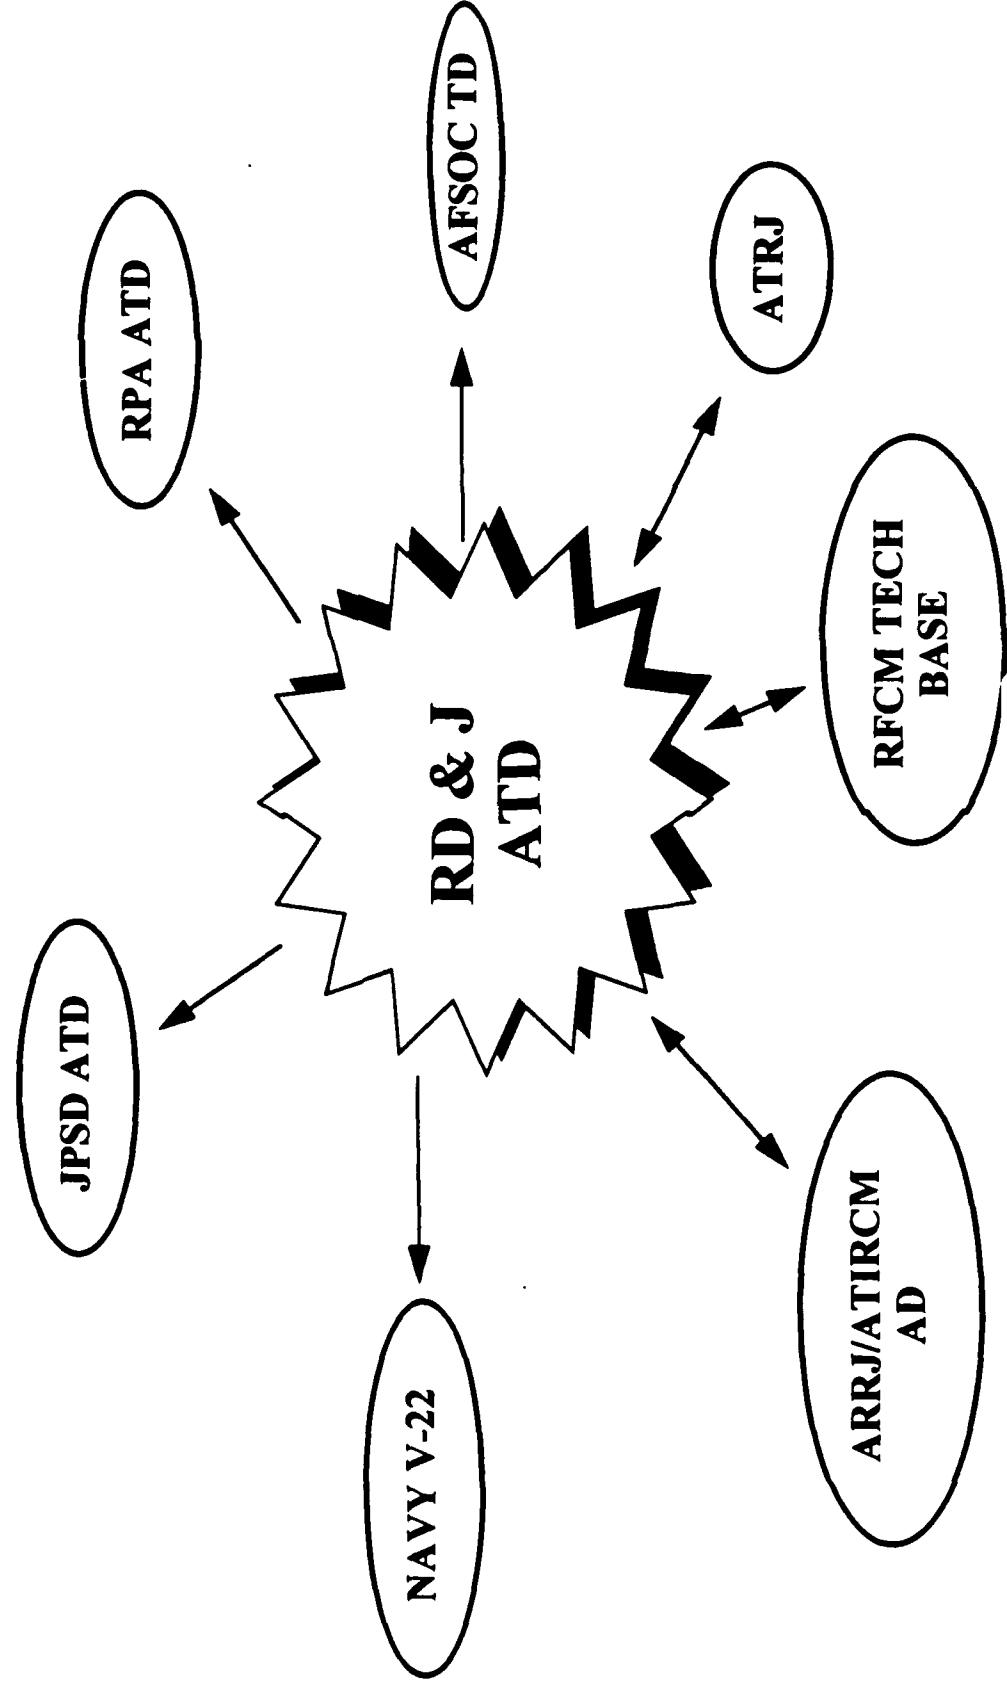 JPSD ATD
RPA ATD
NAVY V-22
RD & J
ATD
AFSOC TD
ARRJ/ATIRCM
AD
RFCM TECH
BASE
ATRJ